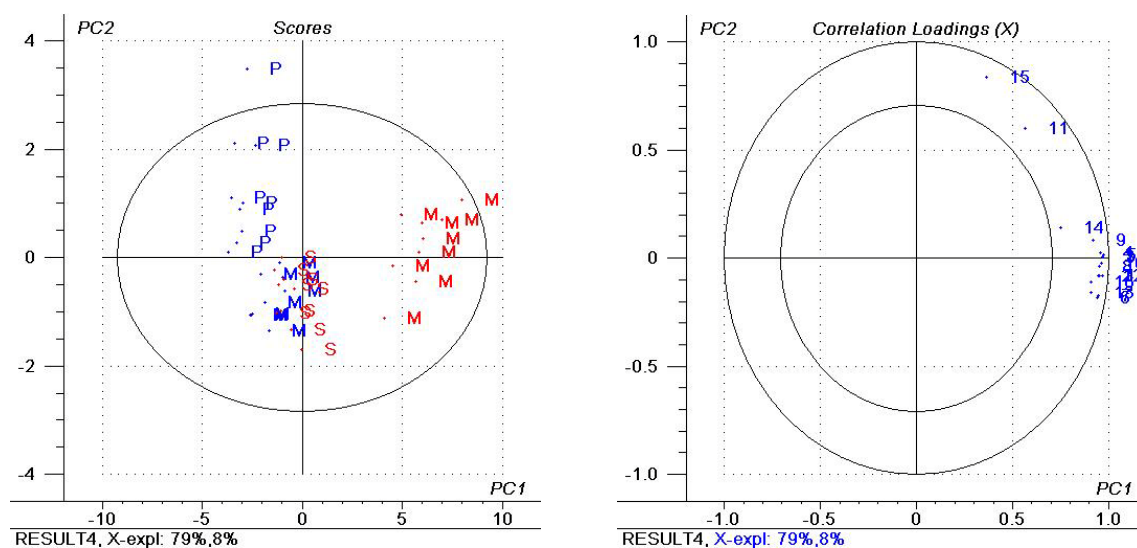 PC2 Scores
4
P
P P
2
P P
P
P
P
P
M
M
M
M
M
M
M
M
M
M
0
S
M
M
M
M
M
M
S
S
S
S
S
-2
-4
PC1
-10 -5 0 5 10
RESULT4, X-expl: 79%,8%
PC2 Correlation Loadings (X)
1.0
15
11
0.5
14 9
0
-0.5
-1.0
PC1
-1.0 -0.5 0 0.5 1.0
RESULT4, X-expl: 79%,8%